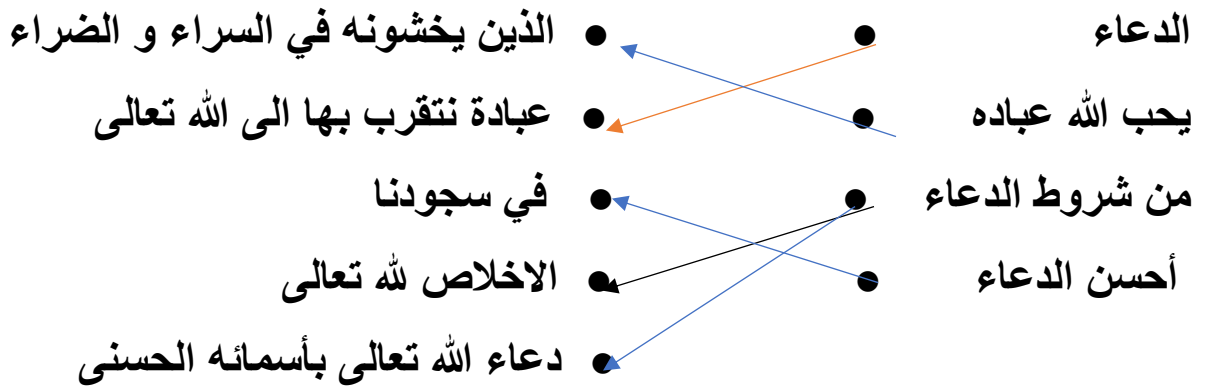 الدعاء ● ● الذين يخشونه في السراء و الضراء
يحب الله عباده ● ● عبادة نتقرب بها الى الله تعالى
من شروط الدعاء ● ● في سجودنا
أحسن الدعاء ● ● الاخلاص لله تعالى
● دعاء الله تعالى بأسمائه الحسنى